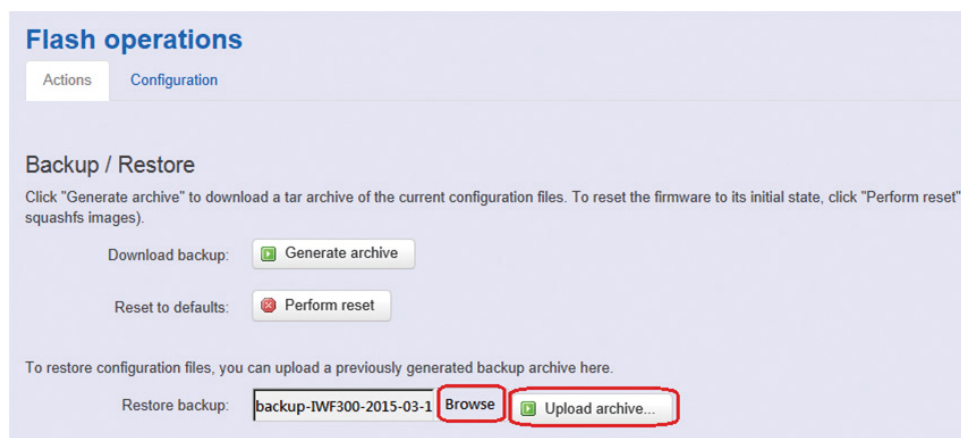 Flash operations
Actions Configuration
Backup / Restore
Click "Generate archive" to download a tar archive of the current configuration files. To reset the firmware to its initial state, click "Perform reset"
squashfs images).
Download backup: Generate archive
Reset to defaults: Perform reset
To restore configuration files, you can upload a previously generated backup archive here.
Restore backup: backup-IWF300-2015-03-1 Browse Upload archive...